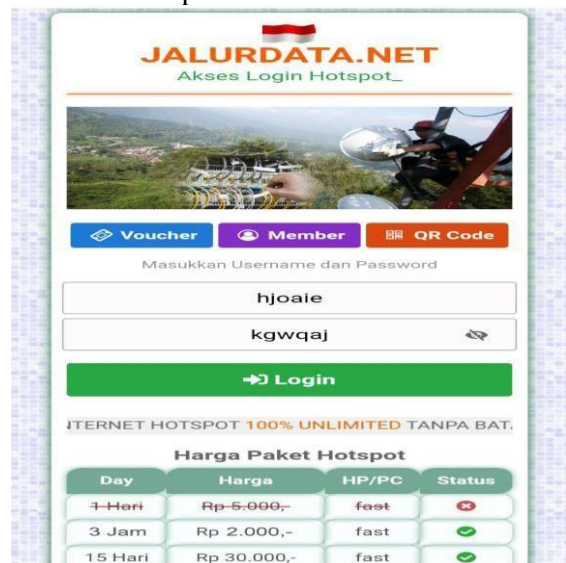 JALURDATA.NET
Akses Login Hotspot_
Voucher Member QR Code
Masukkan Username dan Password
hjoaie
kgwqaj
Login
NTERNET HOTSPOT 100% UNLIMITED TANPA BAT
Harga Paket Hotspot
Day Harga HP/PC Status
1 Hari Rp 5.000,- fast
3 Jam Rp 2.000,- fast
15 Hari Rp 30.000,- fast